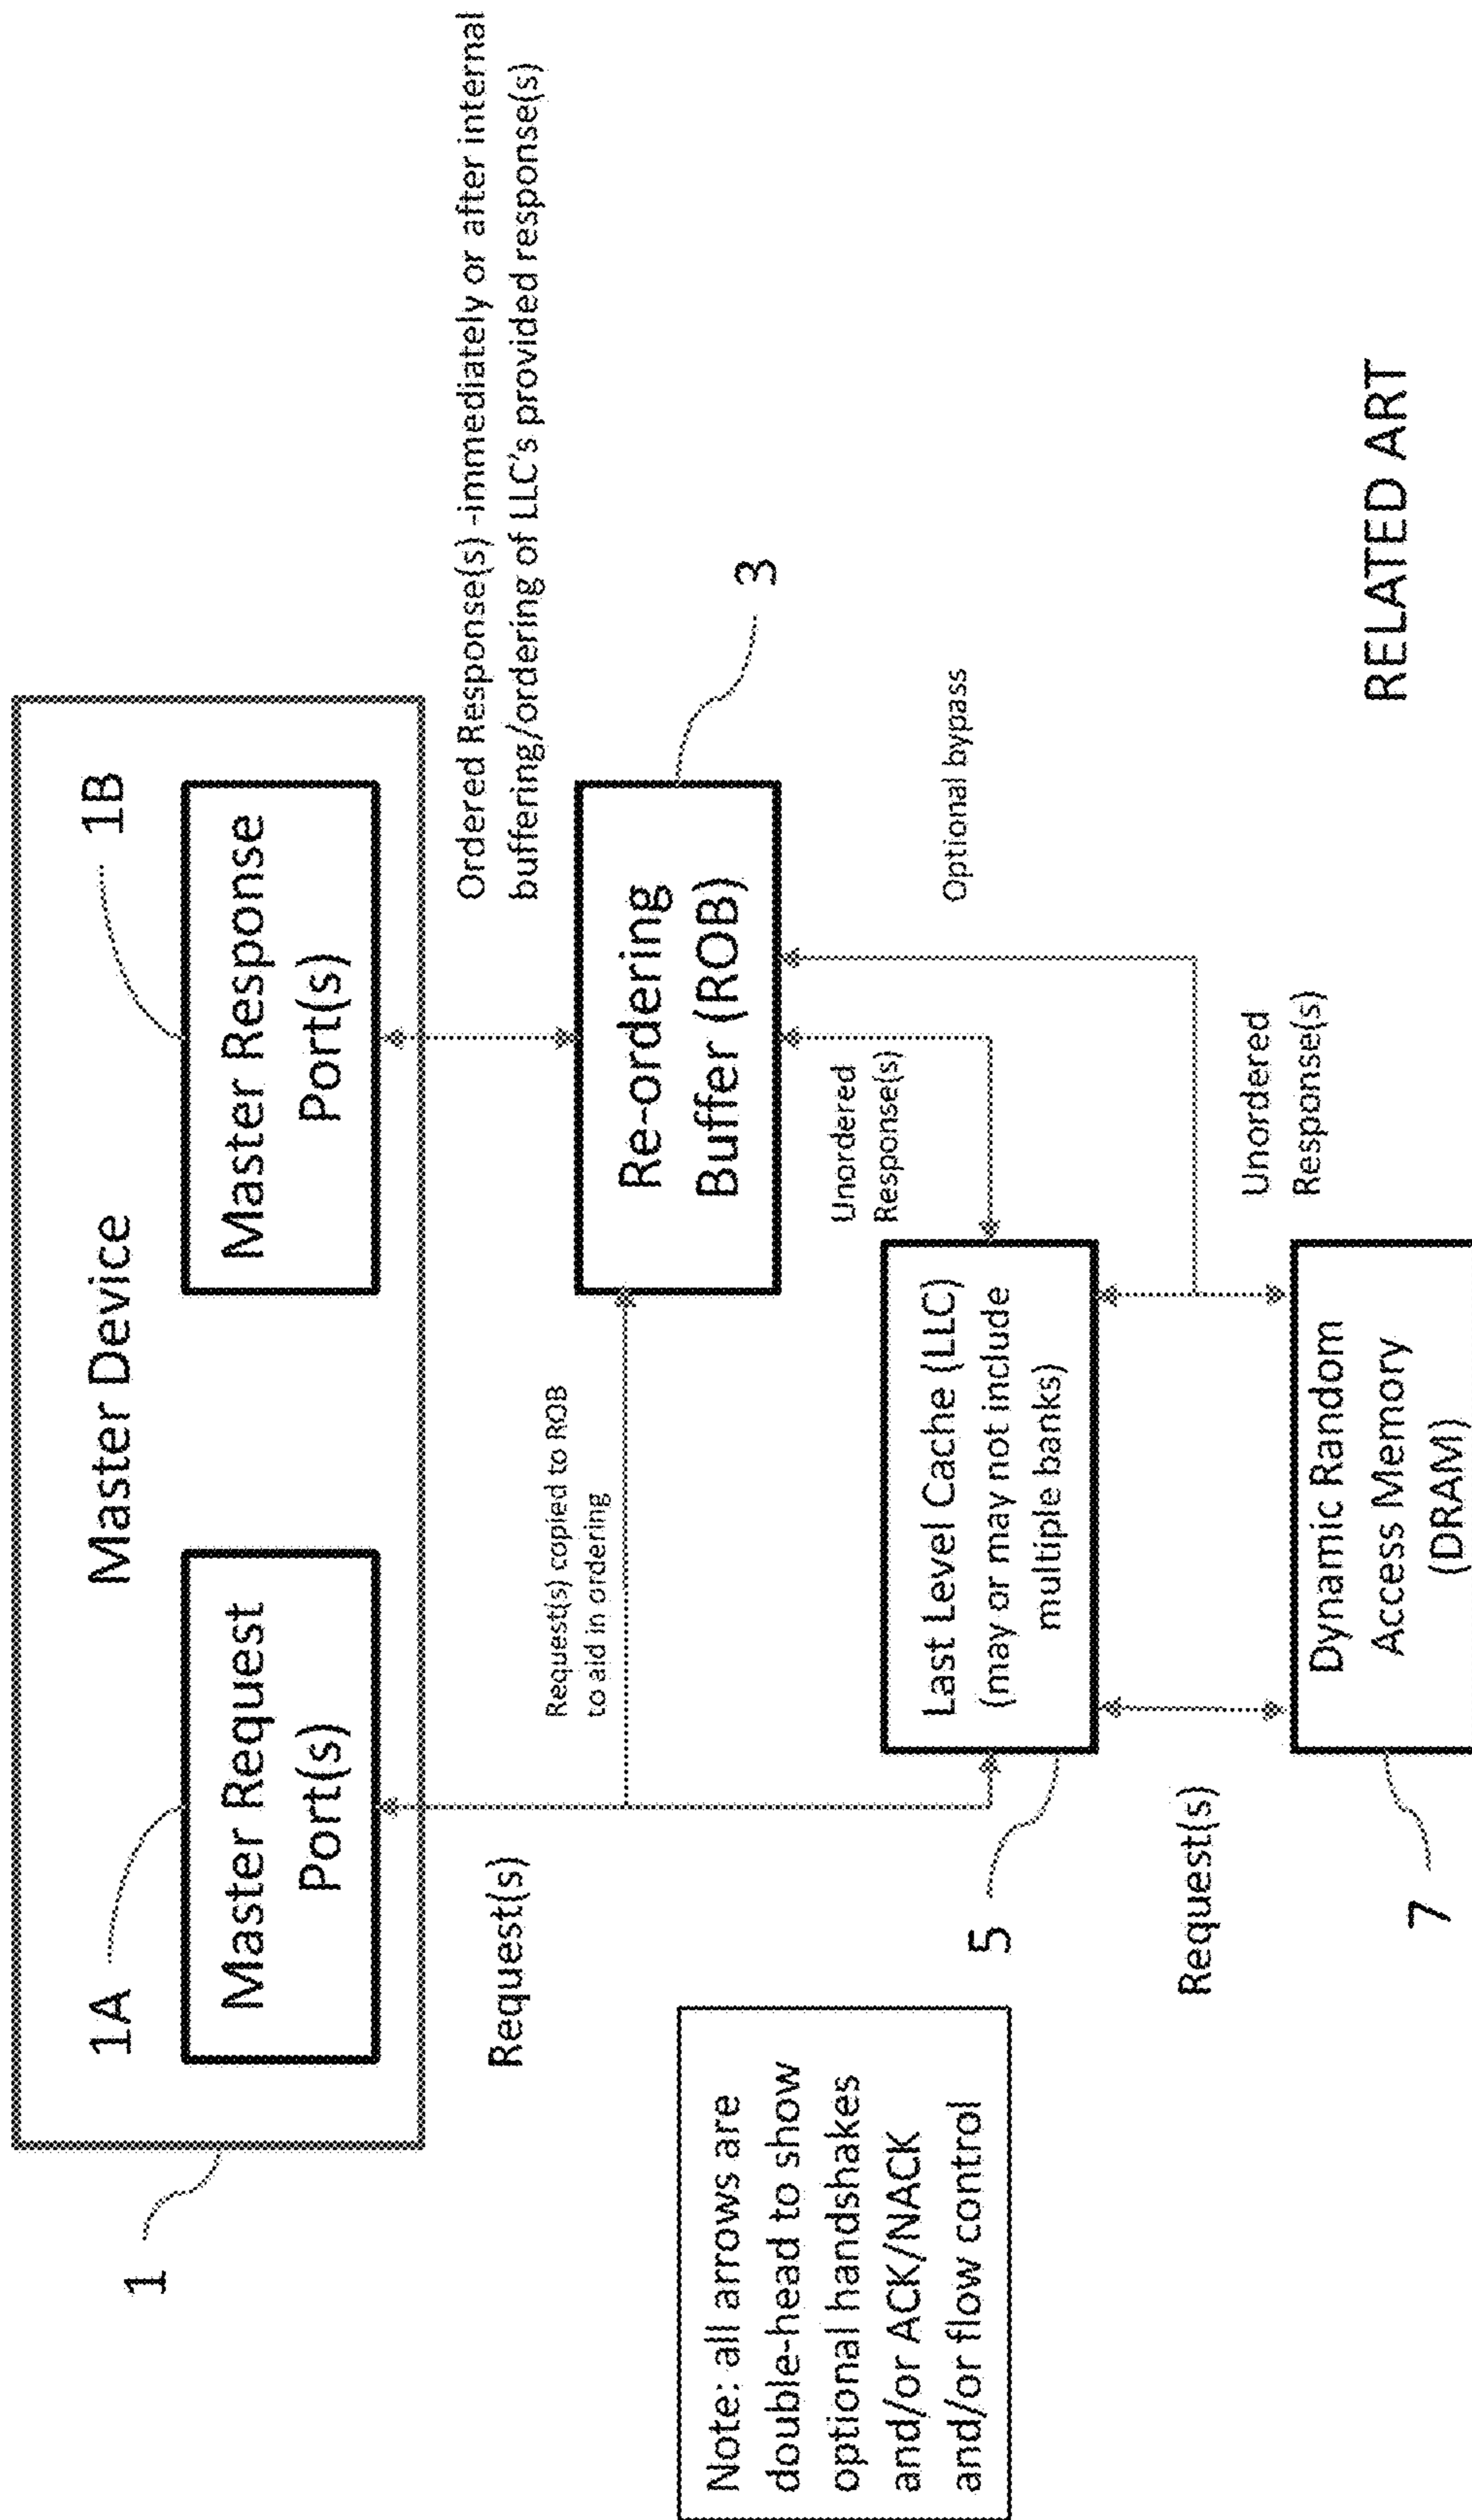 1
Master Device
1A
1B
Master Request
Port(s)
Master Response
Port(s)
Request(s)
Ordered Response(s) -immediately or after internal
buffering/ordering of LLC's provided response(s)
Request(s) copied to ROB
to aid in ordering
Re-ordering
Buffer (ROB)
3
Note: all arrows are
double-head to show
optional handshakes
and/or ACK/NACK
and/or flow control
Unordered
Response(s)
Optional bypass
Last Level Cache (LLC)
(may or may not include
multiple banks)
5
Request(s)
Unordered
Response(s)
Dynamic Random
Access Memory
(DRAM)
7
RELATED ART